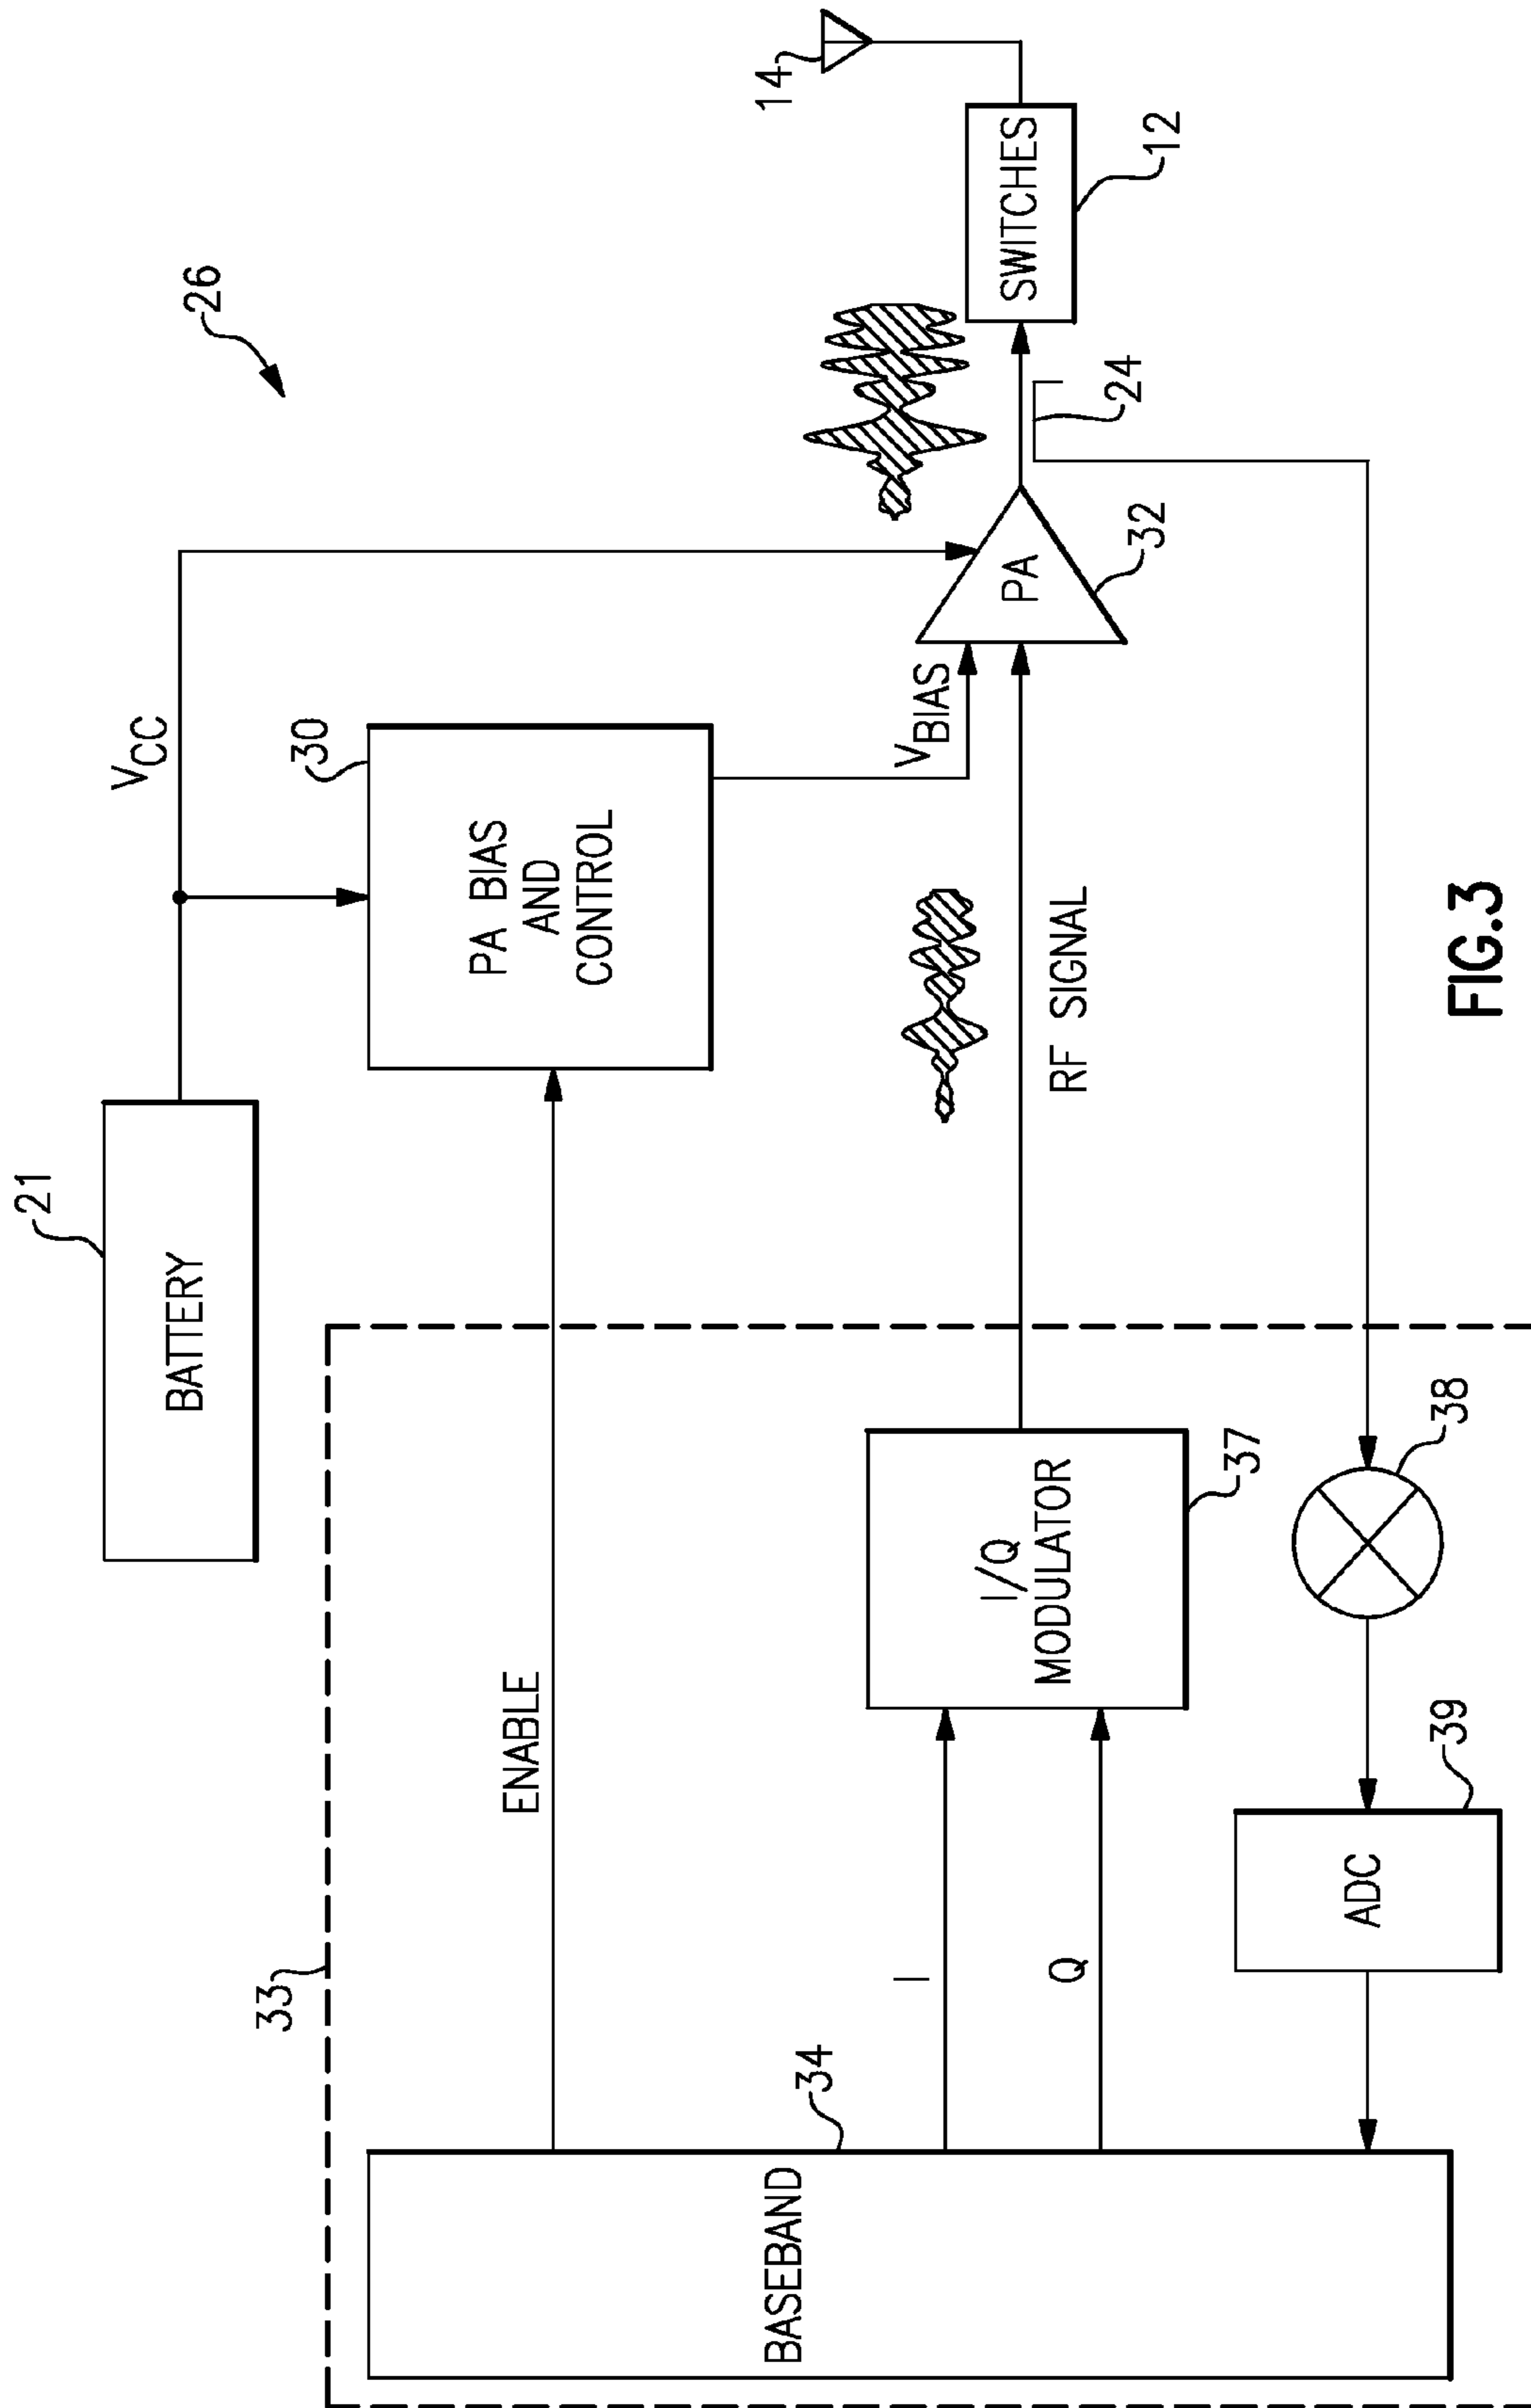 26
21
BATTERY
VCC
30
PA BIAS
AND
CONTROL
33
ENABLE
34
BASEBAND
I
Q
I/Q
MODULATOR
37
RF SIGNAL
VBIAS
PA
32
24
14
SWITCHES
12
38
39
ADC
FIG.3